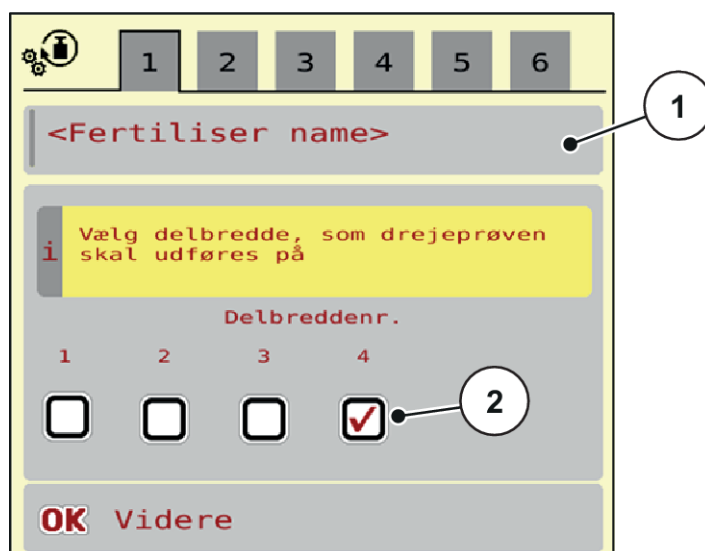 1 2 3 4 5 6
<Fertiliser name>
1
i Vælg delbredde, som drejeprøven
skal udføres på
Delbreddenr.
1 2 3 4
2
OK Videre